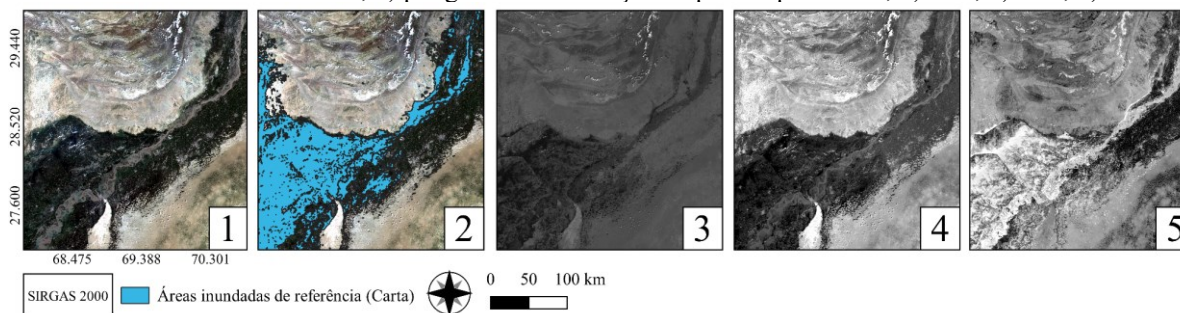 29.440
28.520
27.600
1
2
3
4
5
68.475 69.388 70.301
SIRGAS 2000
Áreas inundadas de referência (Carta)
0 50 100 km